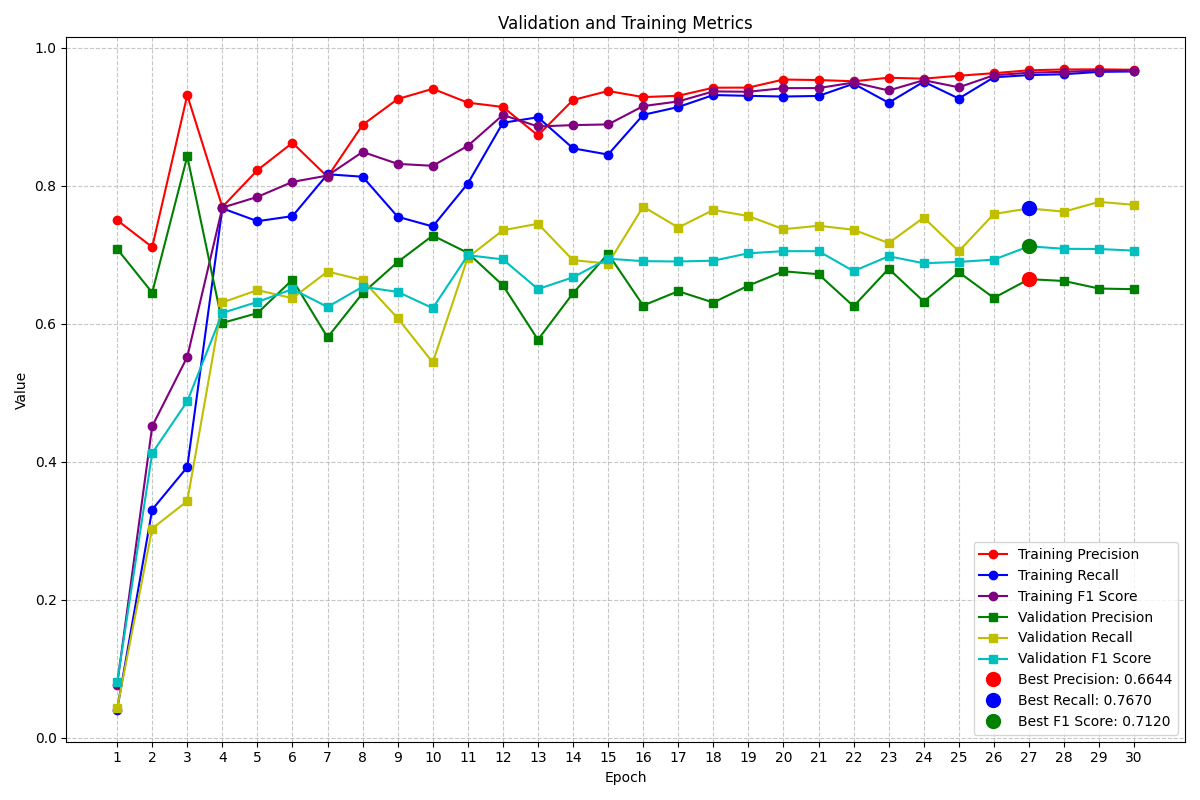 Validation and Training Metrics
1.0
0.8
0.6
0.4
0.2
0.0
Value
1 2 3 4 5 6 7 8 9 10 11 12 13 14 15 16 17 18 19 20 21 22 23 24 25 26 27 28 29 30
Epoch
Training Precision
Training Recall
Training F1 Score
Validation Precision
Validation Recall
Validation F1 Score
Best Precision: 0.6644
Best Recall: 0.7670
Best F1 Score: 0.7120